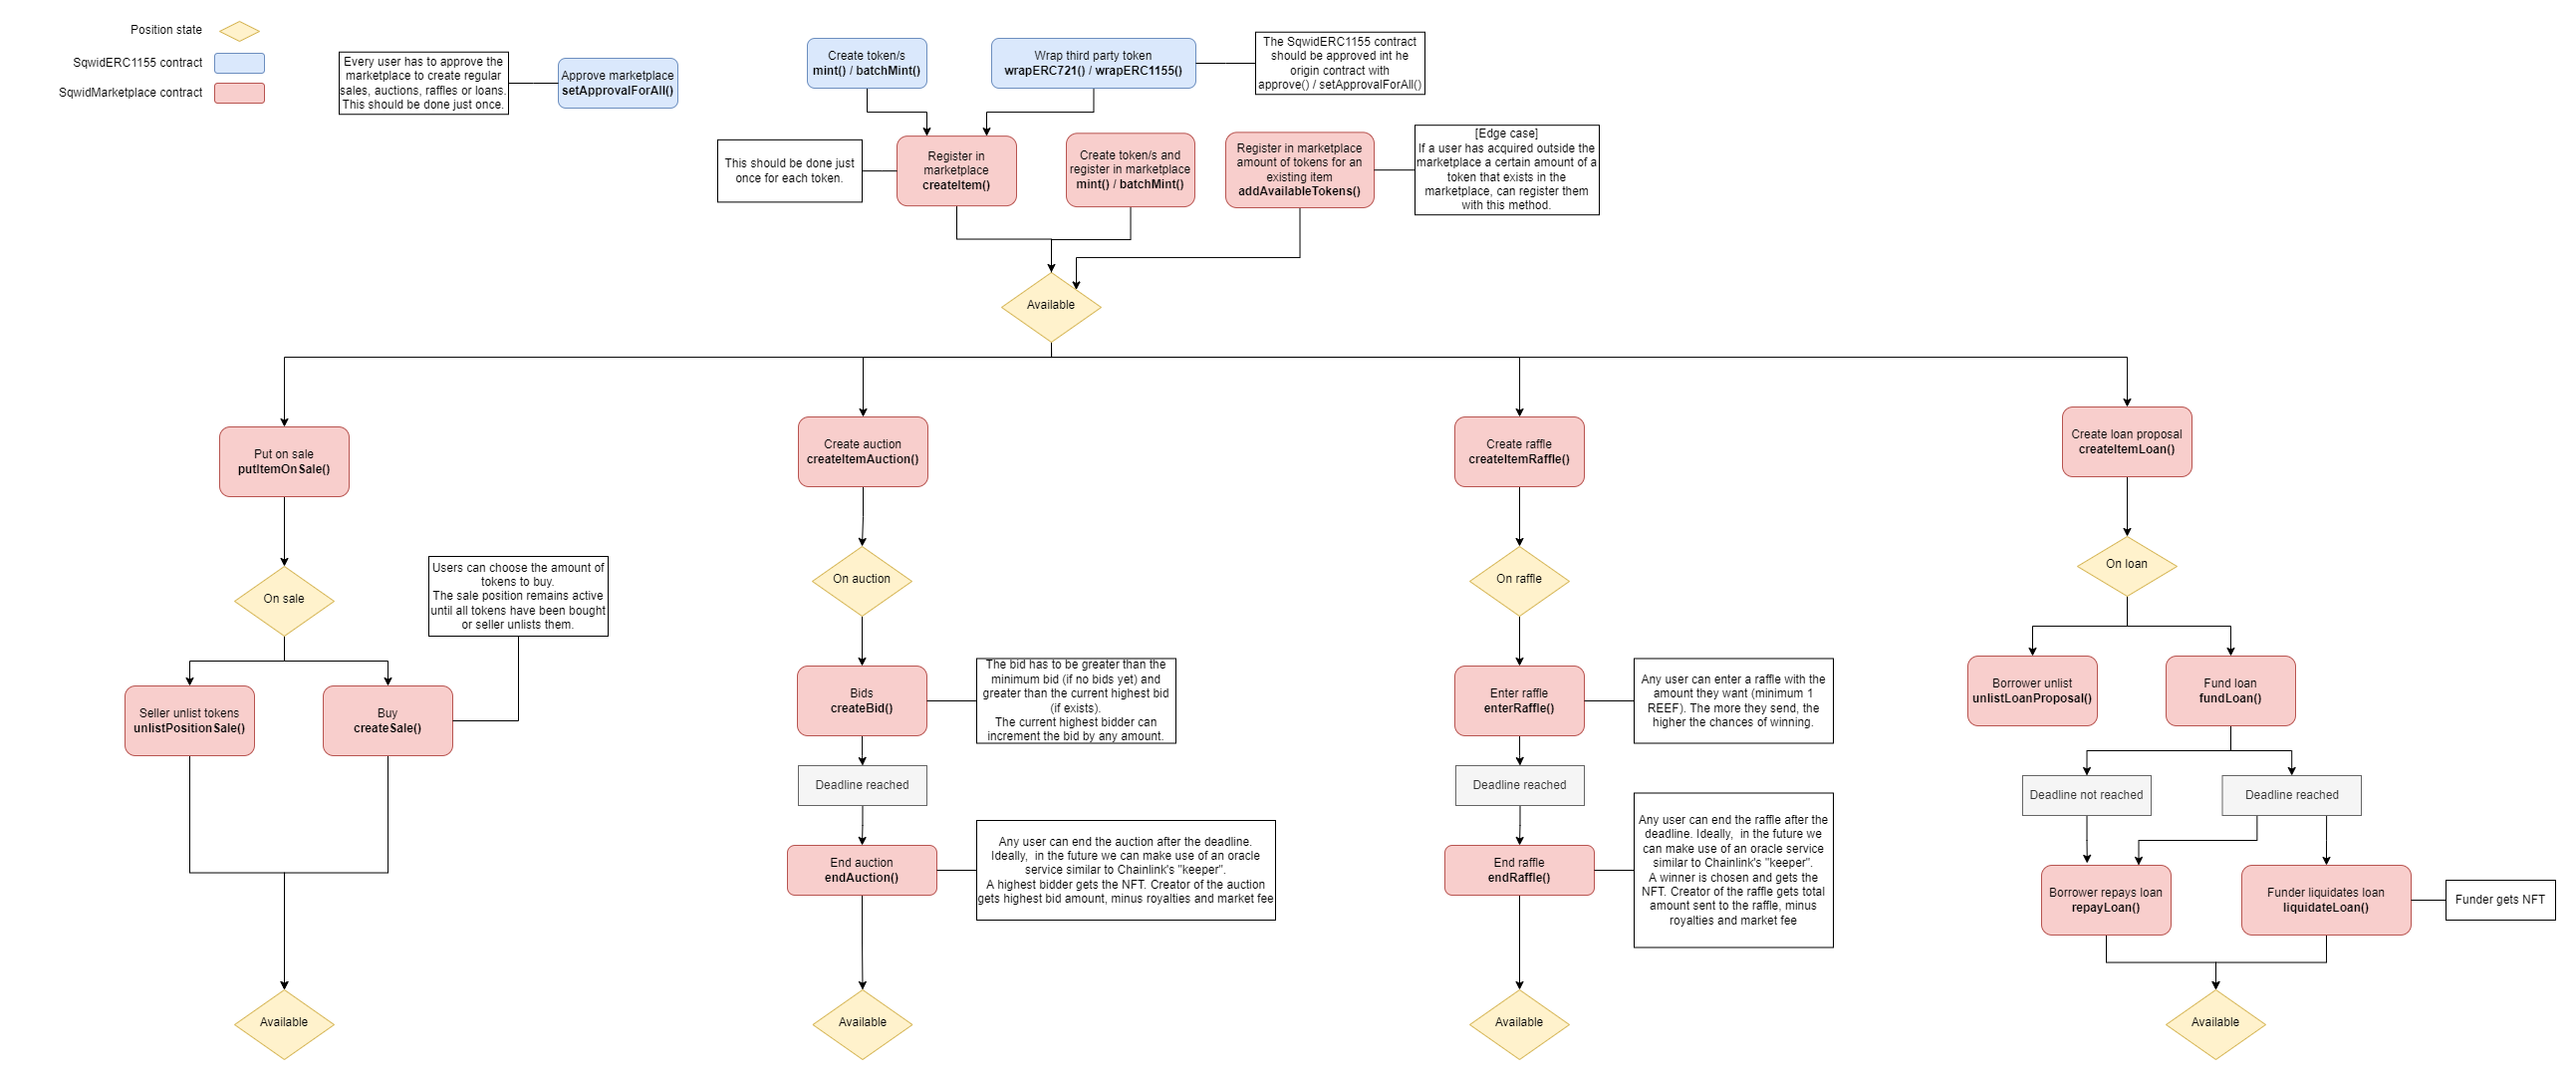 Position state
SqwidERC1155 contract
SqwidMarketplace contract
Every user has to approve the
marketplace to create regular
sales, auctions, raffles or loans.
This should be done just once.
Approve marketplace
setApprovalForAll()
Create token/s
mint() / batchMint()
Wrap third party token
wrapERC721() / wrapERC1155()
The SqwidERC1155 contract
should be approved int he
origin contract with
approve() / setApprovalForAll()
This should be done just
once for each token.
Register in
marketplace
createItem()
Create token/s and
register in marketplace
mint() / batchMint()
Register in marketplace
amount of tokens for an
existing item
addAvailableTokens()
[Edge case]
If a user has acquired outside the
marketplace a certain amount of a
token that exists in the
marketplace, can register them
with this method.
Available
Put on sale
putItemOnSale()
On sale
Users can choose the amount of
tokens to buy.
The sale position remains active
until all tokens have been bought
or seller unlists them.
Seller unlist tokens
unlistPositionSale()
Buy
createSale()
Available
Create auction
createItemAuction()
On auction
Bids
createBid()
The bid has to be greater than the
minimum bid (if no bids yet) and
greater than the current highest bid
(if exists).
The current highest bidder can
increment the bid by any amount.
Deadline reached
End auction
endAuction()
Any user can end the auction after the deadline.
Ideally,  in the future we can make use of an oracle
service similar to Chainlink's "keeper".
A highest bidder gets the NFT. Creator of the auction
gets highest bid amount, minus royalties and market fee
Available
Create raffle
createItemRaffle()
On raffle
Enter raffle
enterRaffle()
Any user can enter a raffle with the
amount they want (minimum 1
REEF). The more they send, the
higher the chances of winning.
Deadline reached
End raffle
endRaffle()
Any user can end the raffle after the
deadline. Ideally,  in the future we
can make use of an oracle service
similar to Chainlink's "keeper".
A winner is chosen and gets the
NFT. Creator of the raffle gets total
amount sent to the raffle, minus
royalties and market fee
Available
Create loan proposal
createItemLoan()
On loan
Borrower unlist
unlistLoanProposal()
Fund loan
fundLoan()
Deadline not reached
Deadline reached
Borrower repays loan
repayLoan()
Funder liquidates loan
liquidateLoan()
Funder gets NFT
Available